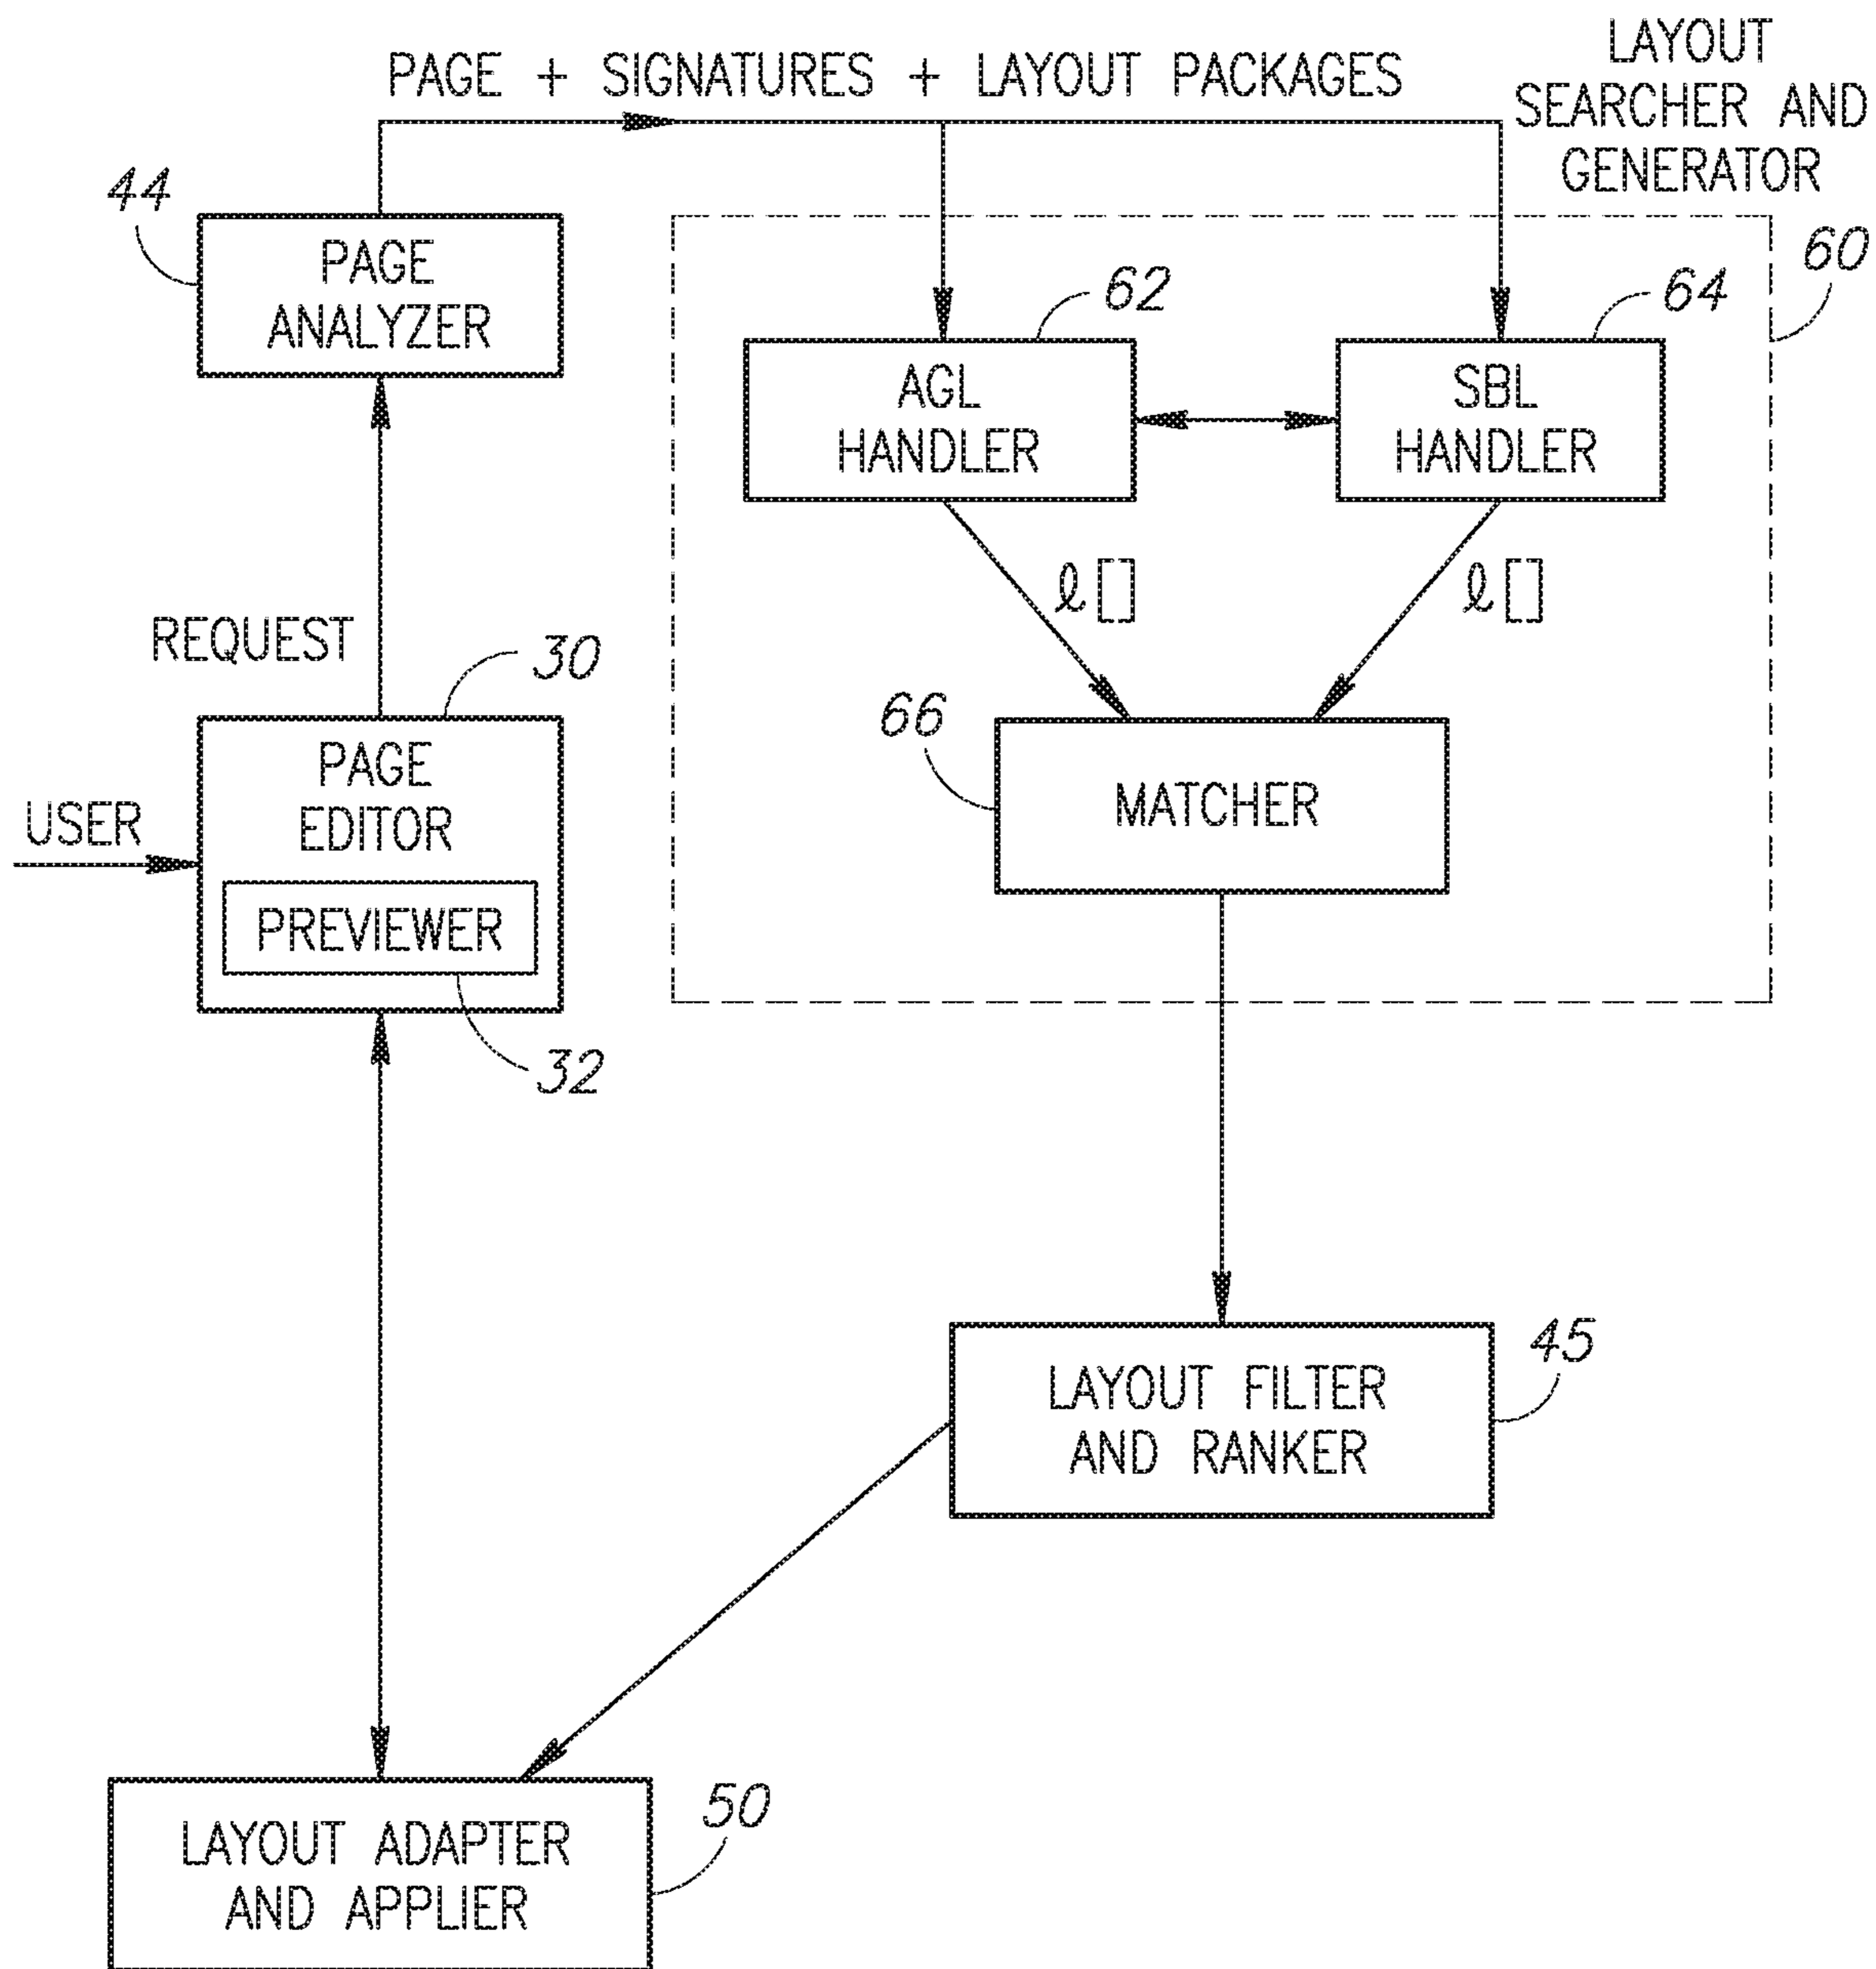 PAGE + SIGNATURES + LAYOUT PACKAGES
LAYOUT
SEARCHER AND
GENERATOR
44
PAGE
ANALYZER
60
62
64
AGL
HANDLER
SBL
HANDLER
ℓ[]
ℓ[]
REQUEST
30
66
PAGE
EDITOR
MATCHER
USER
PREVIEWER
32
45
LAYOUT FILTER
AND RANKER
50
LAYOUT ADAPTER
AND APPLIER